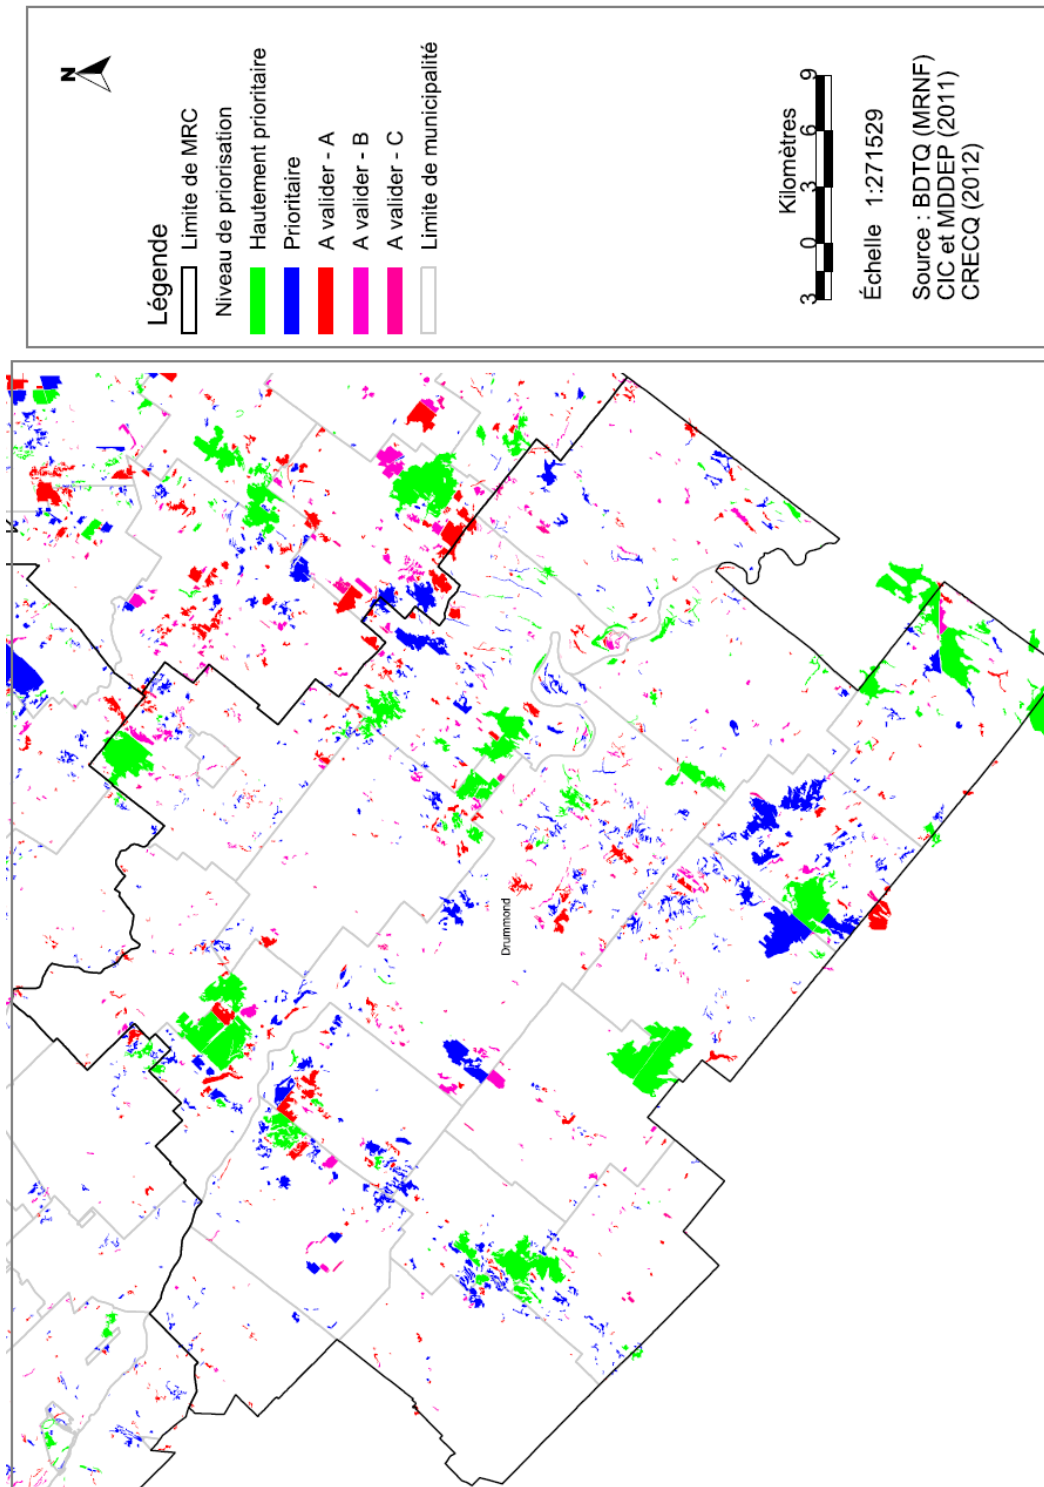 N
Légende
Limite de MRC
Niveau de priorisation
Hautement prioritaire
Prioritaire
A valider - A
A valider - B
A valider - C
Limite de municipalité
Kilomètres
3 0 3 6 9
Échelle 1:271529
Source : BDTQ (MRNF)
CIC et MDDEP (2011)
CRECQ (2012)
Drummond